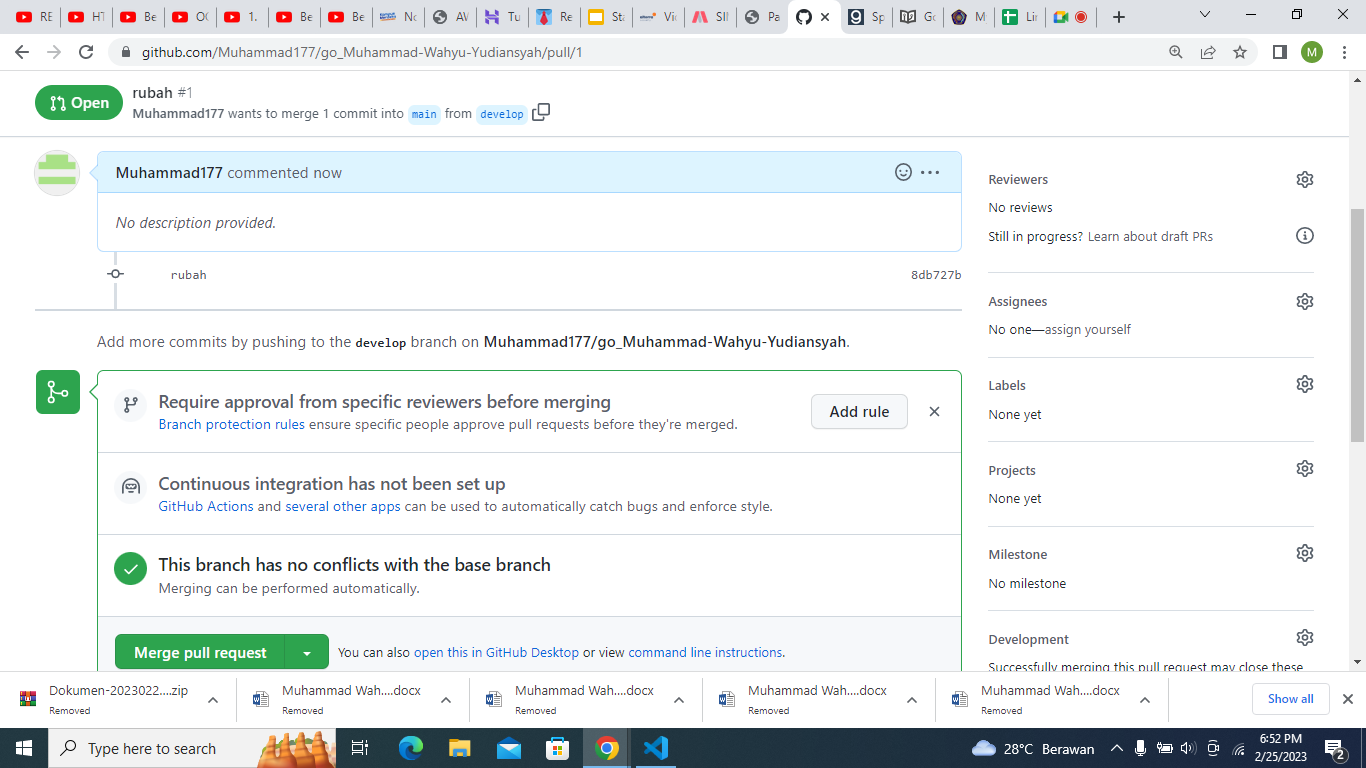 RE
HT
Be
OC
1.
Be
Be
No
AV
Tu
Re
Sta
Vi
SII
Pa
Sp
Go
M
Lin
github.com/Muhammad177/go_Muhammad-Wahyu-Yudiansyah/pull/1
M
Open
rubah #1
Muhammad177 wants to merge 1 commit into main from develop
Muhammad177 commented now
No description provided.
rubah 8db727b
Add more commits by pushing to the develop branch on Muhammad177/go_Muhammad-Wahyu-Yudiansyah.
Require approval from specific reviewers before merging
Branch protection rules ensure specific people approve pull requests before they're merged.
Add rule
Continuous integration has not been set up
GitHub Actions and several other apps can be used to automatically catch bugs and enforce style.
This branch has no conflicts with the base branch
Merging can be performed automatically.
Merge pull request
You can also open this in GitHub Desktop or view command line instructions.
Reviewers
No reviews
Still in progress? Learn about draft PRs
Assignees
No one—assign yourself
Labels
None yet
Projects
None yet
Milestone
No milestone
Development
Successfully merging this pull request may close these
Dokumen-2023022....zip
Removed
Muhammad Wah....docx
Removed
Muhammad Wah....docx
Removed
Muhammad Wah....docx
Removed
Muhammad Wah....docx
Removed
Show all
Type here to search
28°C Berawan
6:52 PM
2/25/2023
2